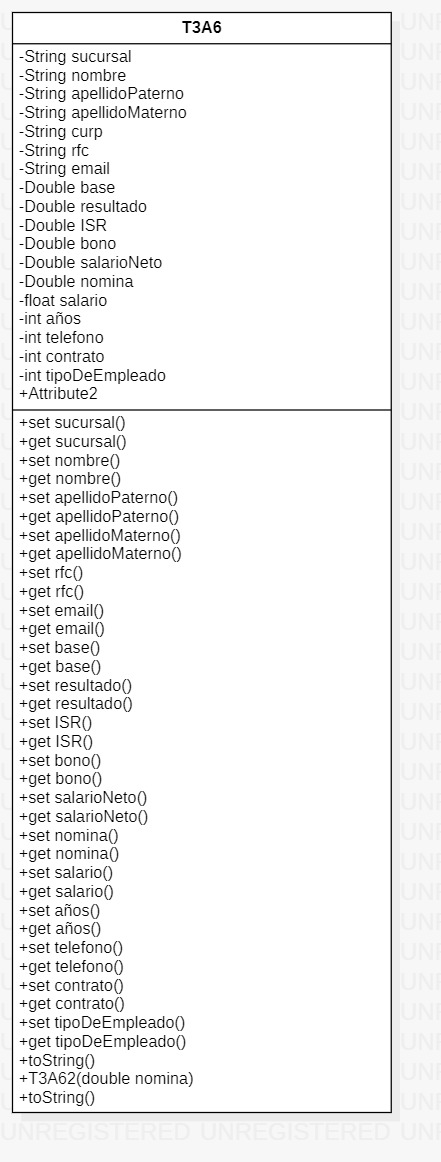 T3A6
-String sucursal
-String nombre
-String apellidoPaterno
-String apellidoMaterno
-String curp
-String rfc
-String email
-Double base
-Double resultado
-Double ISR
-Double bono
-Double salarioNeto
-Double nomina
-float salario
-int años
-int telefono
-int contrato
-int tipoDeEmpleado
+Attribute2
+set sucursal()
+get sucursal()
+set nombre()
+get nombre()
+set apellidoPaterno()
+get apellidoPaterno()
+set apellidoMaterno()
+get apellidoMaterno()
+set rfc()
+get rfc()
+set email()
+get email()
+set base()
+get base()
+set resultado()
+get resultado()
+set ISR()
+get ISR()
+set bono()
+get bono()
+set salarioNeto()
+get salarioNeto()
+set nomina()
+get nomina()
+set salario()
+get salario()
+set años()
+get años()
+set telefono()
+get telefono()
+set contrato()
+get contrato()
+set tipoDeEmpleado()
+get tipoDeEmpleado()
+toString()
+T3A62(double nomina)
+toString()
UNREGISTERED UNREGISTERED